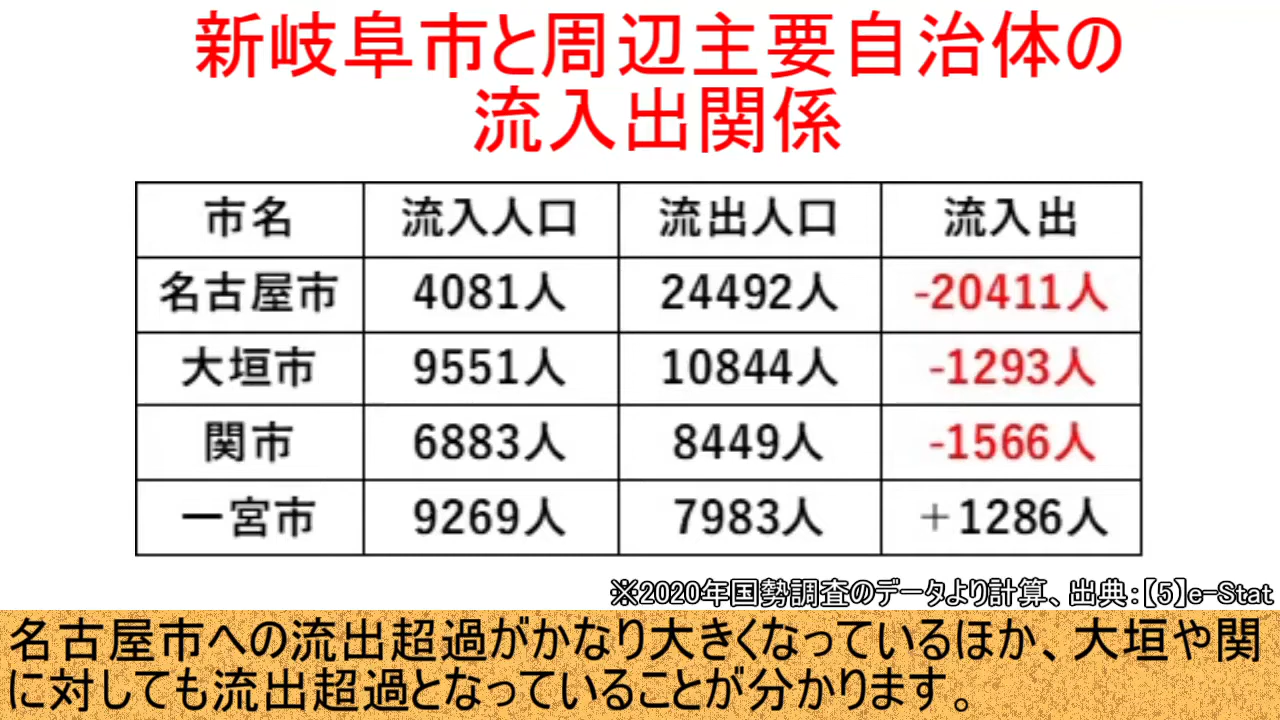 新岐阜市と周辺主要自治体の
流入出関係
市名 流入人口 流出人口 流入出
名古屋市 4081人 24492人 -20411人
大垣市 9551人 10844人 -1293人
関市 6883人 8449人 -1566人
一宮市 9269人 7983人 +1286人
※2020年国勢調査のデータより計算、出典：【5】e-Stat
名古屋市への流出超過がかなり大きくなっているほか、大垣や関
に対しても流出超過となっていることが分かります。